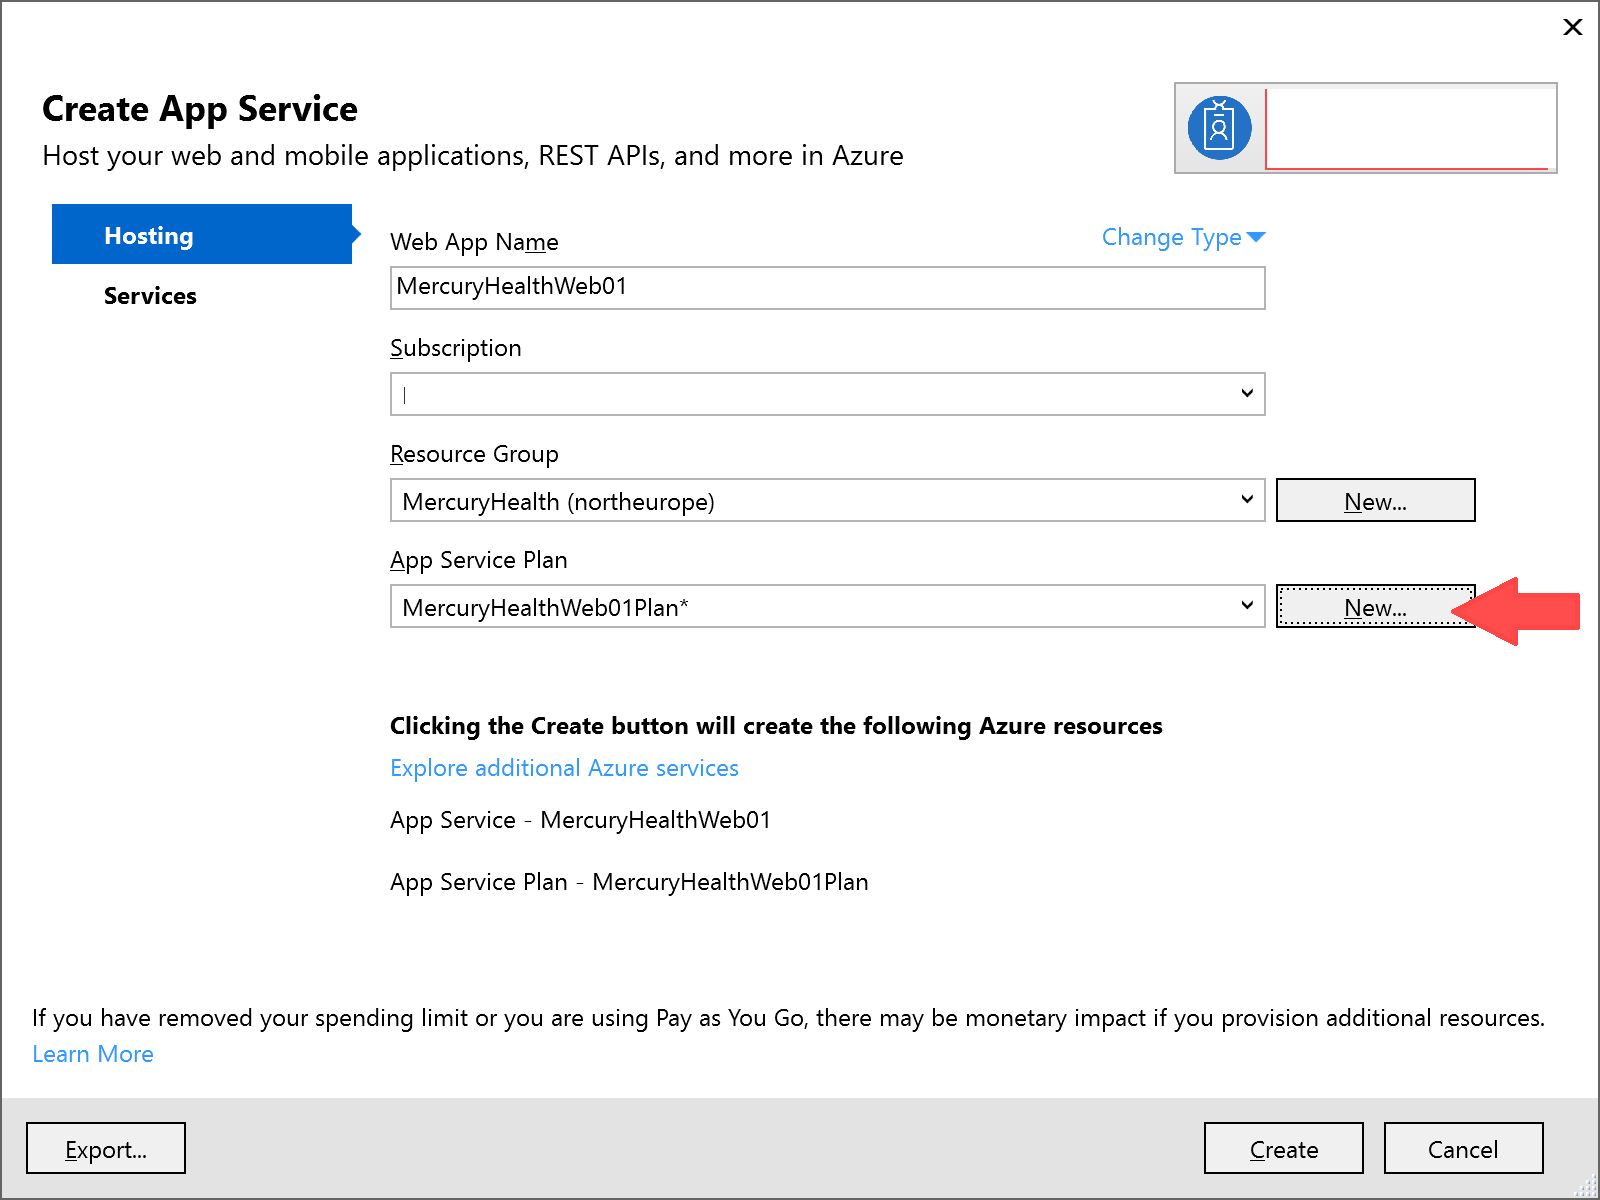 Create App Service
Host your web and mobile applications, REST APIs, and more in Azure
Hosting
Services
Web App Name
Change Type
MercuryHealthWeb01
Subscription
Resource Group
MercuryHealth (northeurope)
New...
App Service Plan
MercuryHealthWeb01Plan*
New...
Clicking the Create button will create the following Azure resources
Explore additional Azure services
App Service - MercuryHealthWeb01
App Service Plan - MercuryHealthWeb01Plan
If you have removed your spending limit or you are using Pay as You Go, there may be monetary impact if you provision additional resources.
Learn More
Export...
Create
Cancel